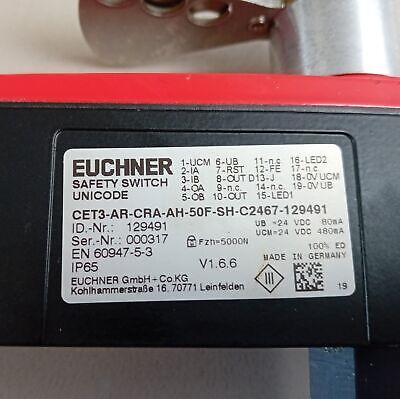 EUCHNER
SAFETY SWITCH
UNICODE
1-UCM 6-UB 11-n.c. 16-LED2
2-IA 7-RST 12-FE 17-n.c.
3-IB 8-OUT D13-J 18-0V UCM
4-OA 9-n.c. 14-n.c. 19-0V UB
5-OB 10-OUT 15-LED1
CET3-AR-CRA-AH-50F-SH-C2467-129491
ID.-Nr.: 129491
UB =24 VDC 80mA
Ser.-Nr.: 000317
Fzh=5000N
UCM=24 VDC 480mA
EN 60947-5-3
100% ED
IP65
V1.6.6
MADE IN GERMANY
EUCHNER GmbH+Co.KG
Kohlhammerstraße 16, 70771 Leinfelden
III
19